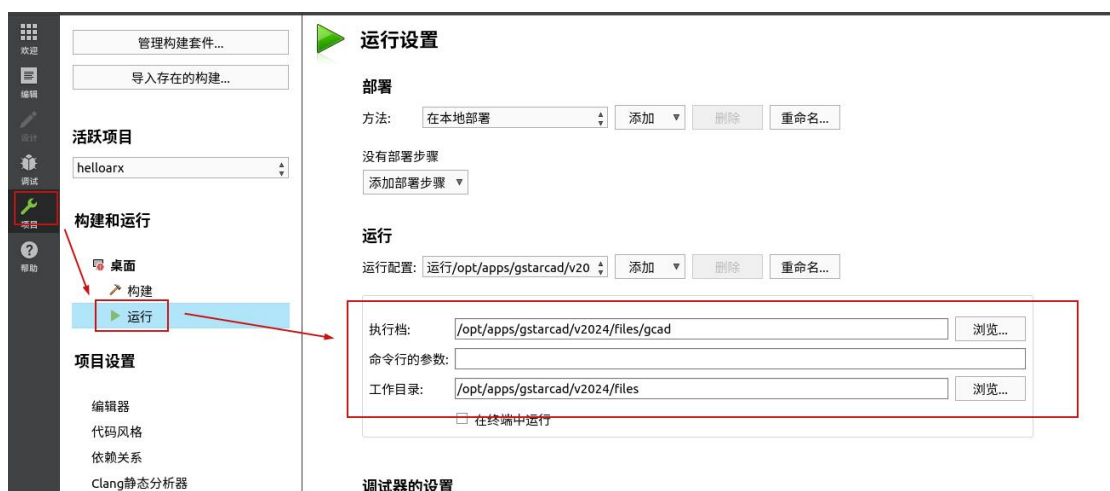 欢迎
编辑
设计
调试
项目
帮助
管理构建套件...
导入存在的构建...
活跃项目
helloarx
构建和运行
桌面
构建
运行
项目设置
编辑器
代码风格
依赖关系
Clang静态分析器
运行设置
部署
方法: 在本地部署 添加 删除 重命名...
没有部署步骤
添加部署步骤
运行
运行配置: 运行/opt/apps/gstarcad/v20 添加 删除 重命名...
执行档: /opt/apps/gstarcad/v2024/files/gcad 浏览...
命令行的参数:
工作目录: /opt/apps/gstarcad/v2024/files 浏览...
在终端中运行
调试器的设置